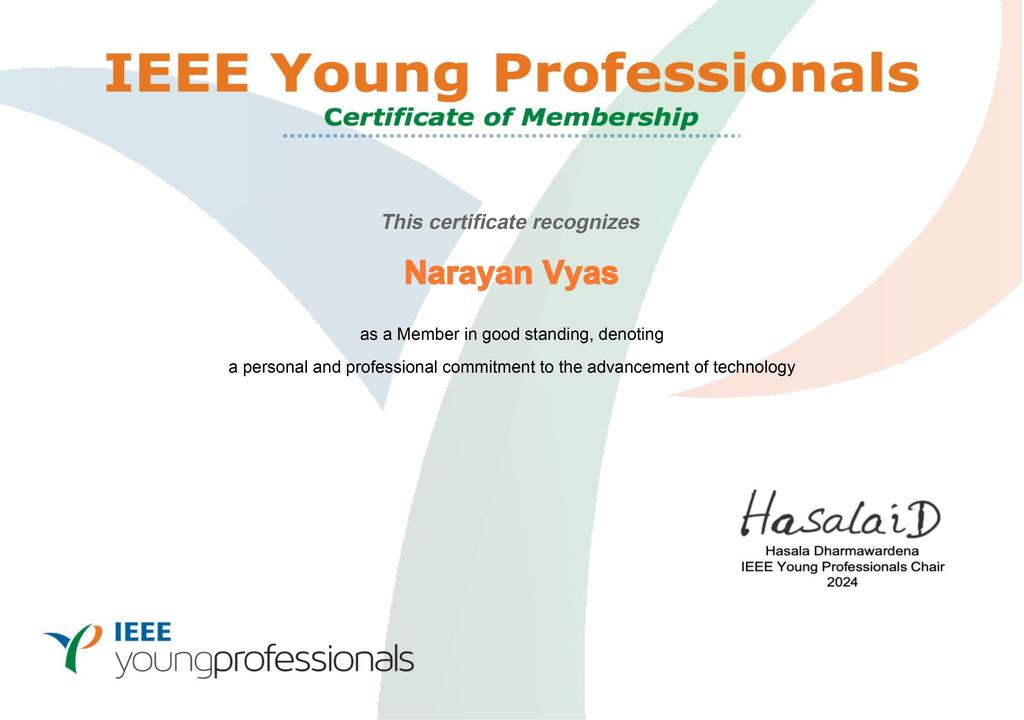 IEEE Young Professionals
Certificate of Membership
This certificate recognizes
Narayan Vyas
as a Member in good standing, denoting
a personal and professional commitment to the advancement of technology
HasalaiD
Hasala Dharmawardena
IEEE Young Professionals Chair
2024
IEEE
youngprofessionals